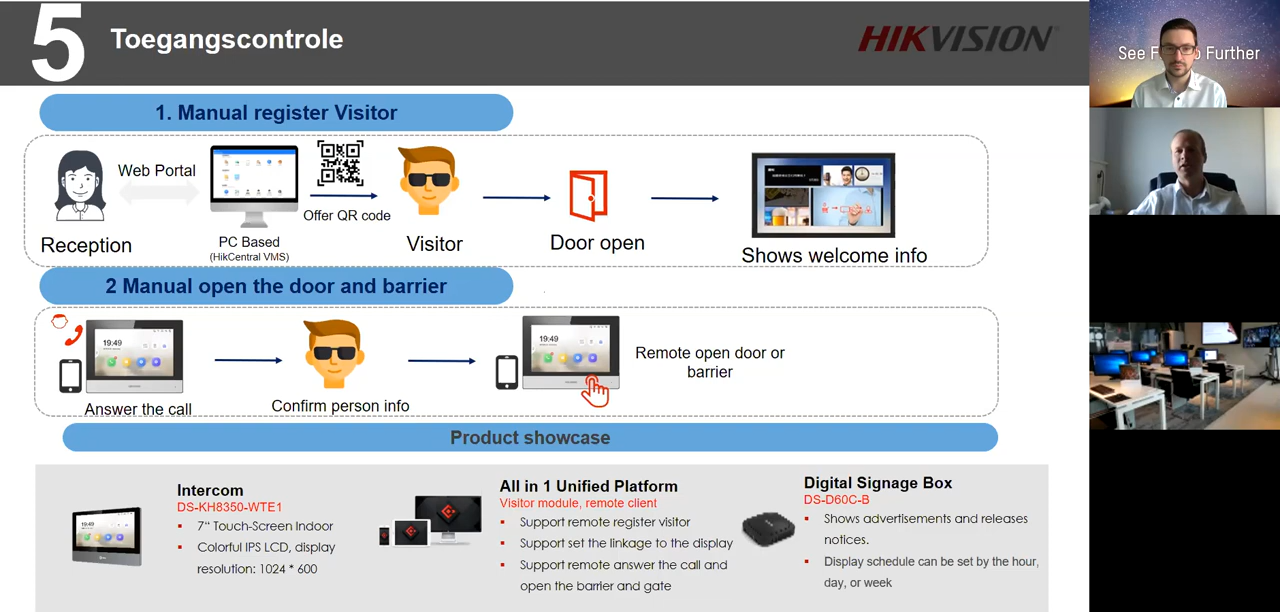 5
Toegangscontrole
HIKVISION
See F
Further
1. Manual register Visitor
Web Portal
Offer QR code
Reception
PC Based
(HikCentral VMS)
Visitor
Door open
Shows welcome info
2 Manual open the door and barrier
19:49
Answer the call
Confirm person info
19:49
Remote open door or
barrier
Product showcase
Intercom
DS-KH8350-WTE1
▪ 7" Touch-Screen Indoor
▪ Colorful IPS LCD, display
resolution: 1024 * 600
All in 1 Unified Platform
Visitor module, remote client
▪ Support remote register visitor
▪ Support set the linkage to the display
▪ Support remote answer the call and
open the barrier and gate
Digital Signage Box
DS-D60C-B
▪ Shows advertisements and releases
notices.
▪ Display schedule can be set by the hour,
day, or week